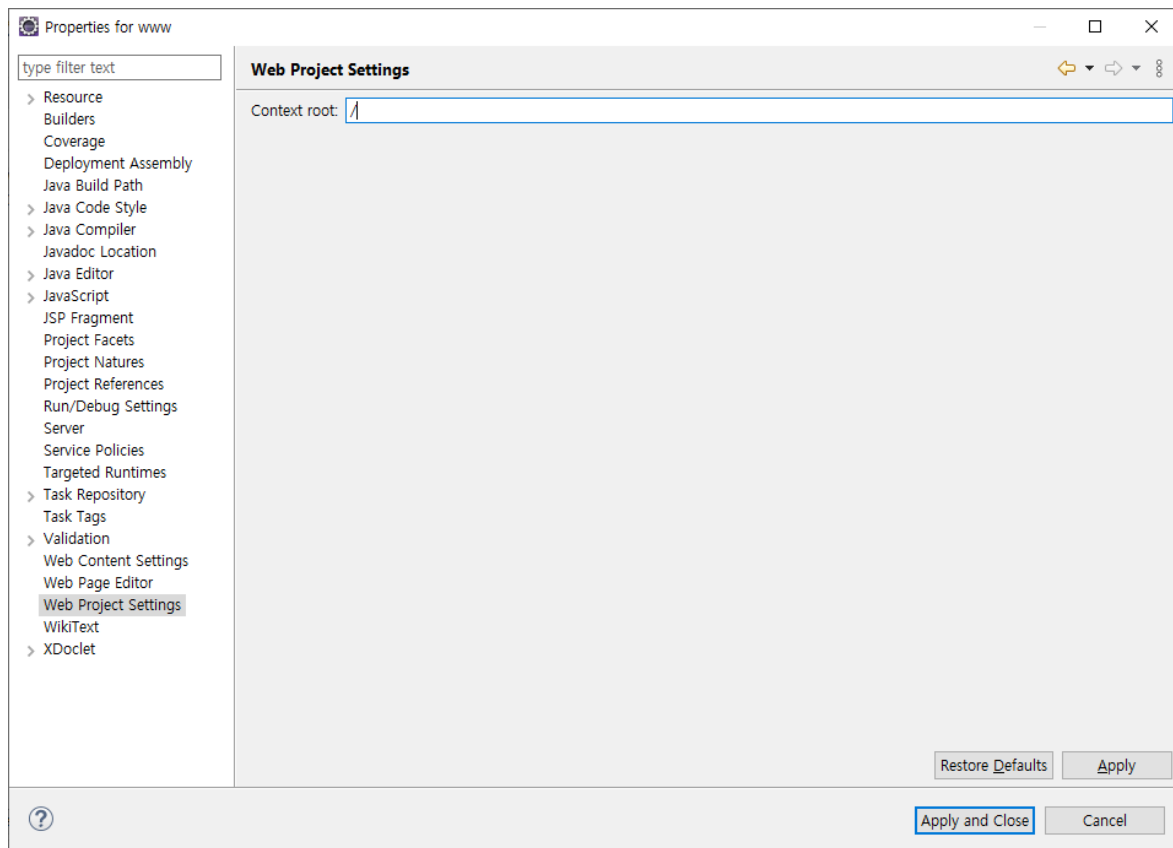 Properties for www
type filter text
Resource
Builders
Coverage
Deployment Assembly
Java Build Path
Java Code Style
Java Compiler
Javadoc Location
Java Editor
JavaScript
JSP Fragment
Project Facets
Project Natures
Project References
Run/Debug Settings
Server
Service Policies
Targeted Runtimes
Task Repository
Task Tags
Validation
Web Content Settings
Web Page Editor
Web Project Settings
WikiText
XDoclet
Web Project Settings
Context root: /
Restore Defaults Apply
? Apply and Close Cancel